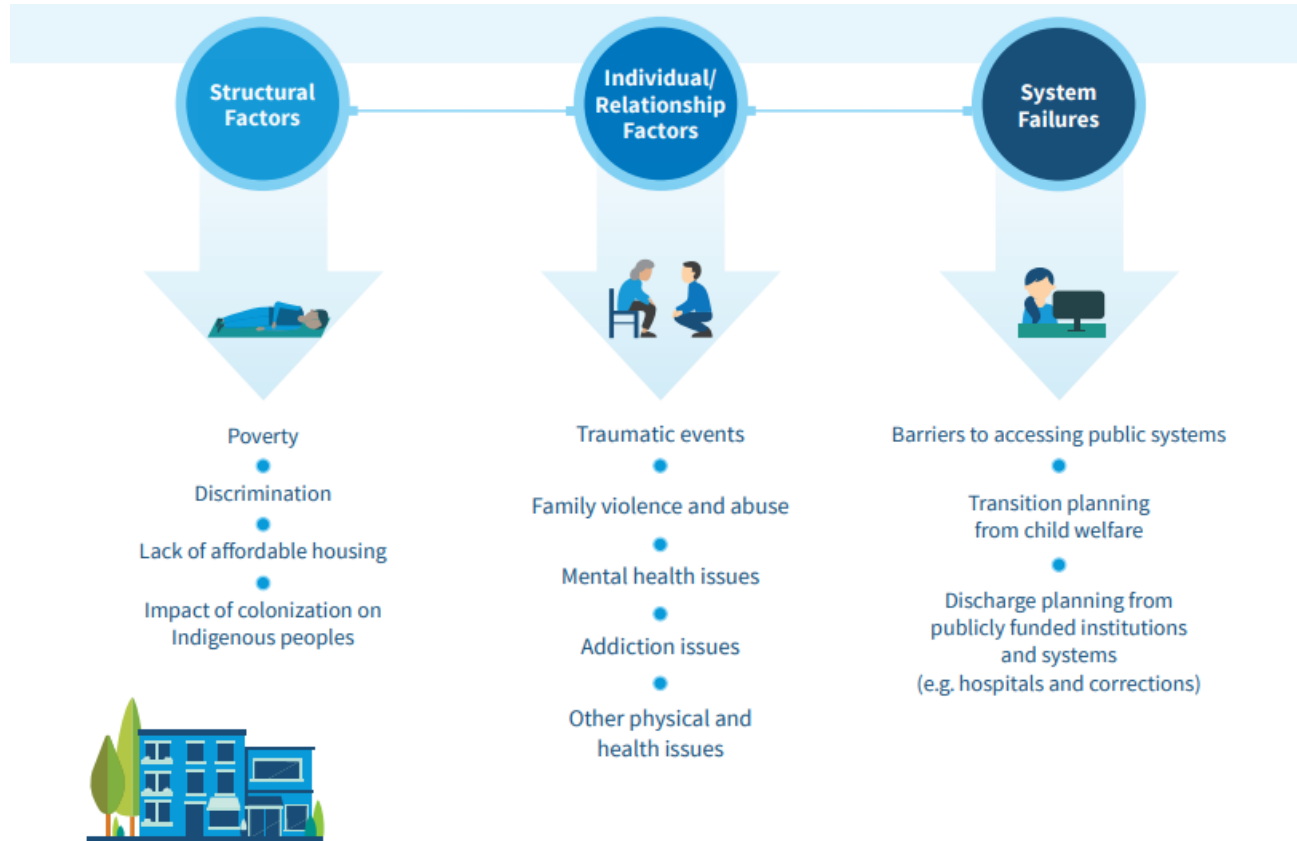 Structural
Factors
Individual/
Relationship
Factors
System
Failures
Poverty
Discrimination
Lack of affordable housing
Impact of colonization on
Indigenous peoples
Traumatic events
Family violence and abuse
Mental health issues
Addiction issues
Other physical and
health issues
Barriers to accessing public systems
Transition planning
from child welfare
Discharge planning from
publicly funded institutions
and systems
(e.g. hospitals and corrections)